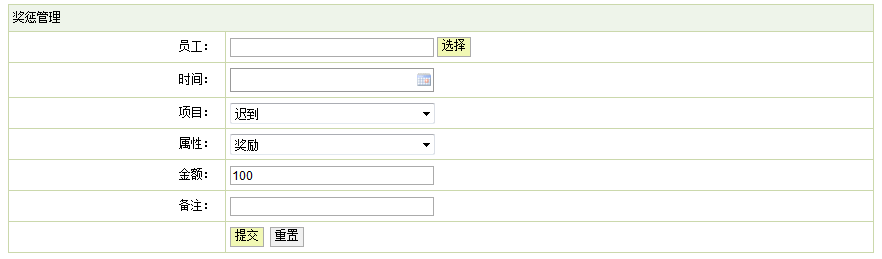 奖惩管理
员工： 选择
时间：
项目： 迟到
属性： 奖励
金额： 100
备注：
提交 重置